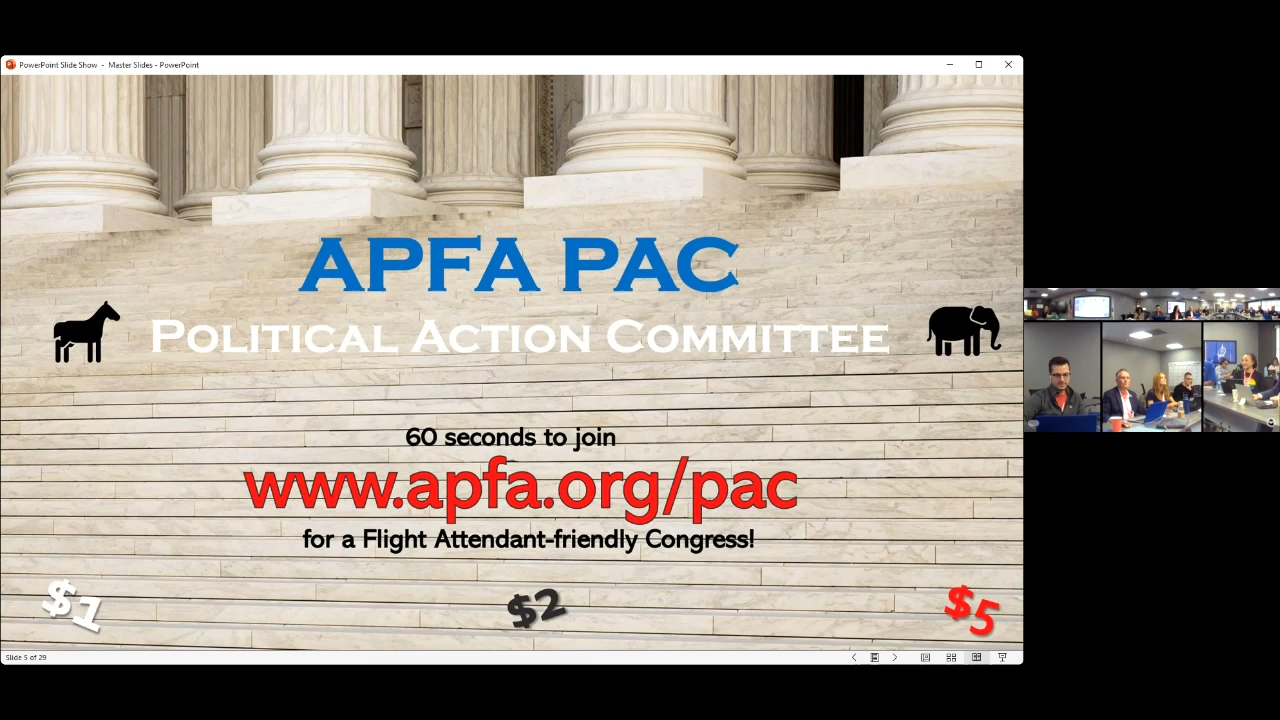 PowerPoint Slide Show - Master Slides - PowerPoint
APFA PAC
Political Action Committee
60 seconds to join
www.apfa.org/pac
for a Flight Attendant-friendly Congress!
$1
$2
$5
Slide 5 of 29